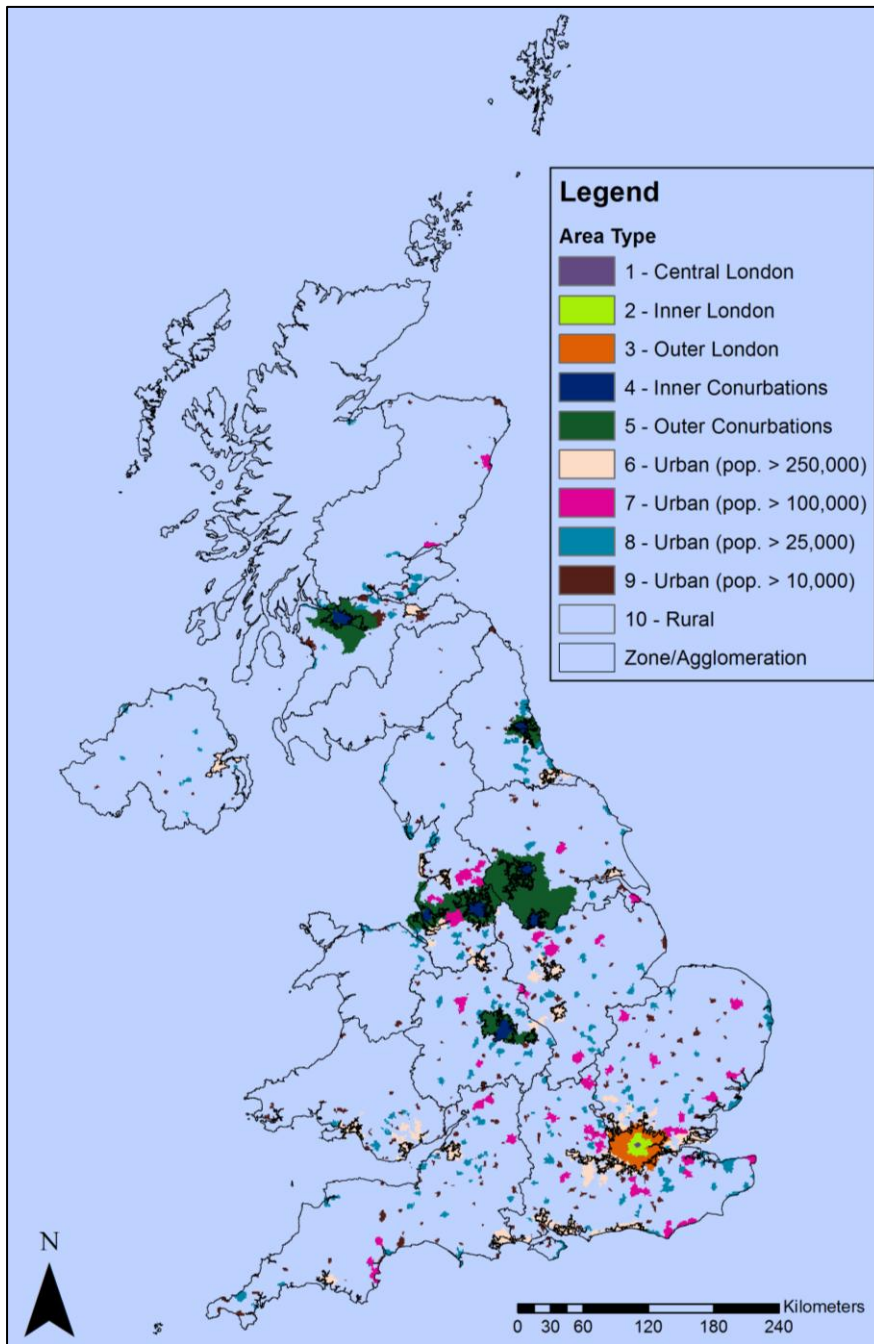 Legend
Area Type
1 - Central London
2 - Inner London
3 - Outer London
4 - Inner Conurbations
5 - Outer Conurbations
6 - Urban (pop. > 250,000)
7 - Urban (pop. > 100,000)
8 - Urban (pop. > 25,000)
9 - Urban (pop. > 10,000)
10 - Rural
Zone/Agglomeration
N
Kilometers
0 30 60 120 180 240